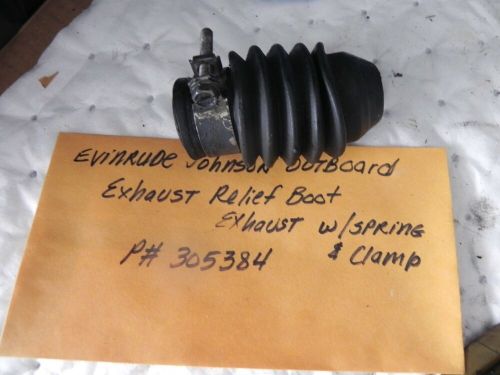 Evinrude Johnson Outboard
Exhaust Relief Boot
Exhaust w/spring
P# 305384 & Clamp